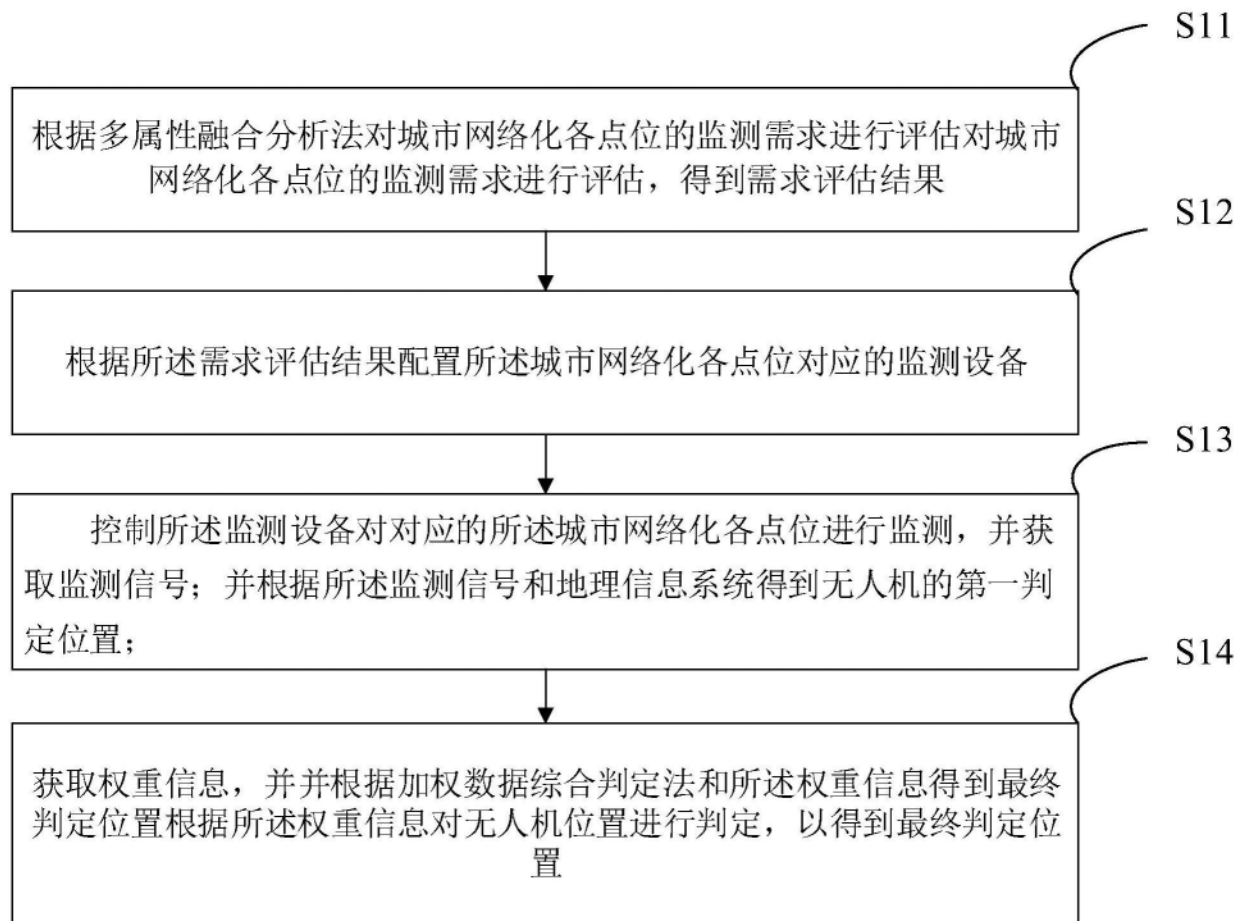 S11
根据多属性融合分析法对城市网络化各点位的监测需求进行评估对城市
网络化各点位的监测需求进行评估，得到需求评估结果
S12
根据所述需求评估结果配置所述城市网络化各点位对应的监测设备
S13
控制所述监测设备对对应的所述城市网络化各点位进行监测，并获
取监测信号；并根据所述监测信号和地理信息系统得到无人机的第一判
定位置；
S14
获取权重信息，并并根据加权数据综合判定法和所述权重信息得到最终
判定位置根据所述权重信息对无人机位置进行判定，以得到最终判定位
置